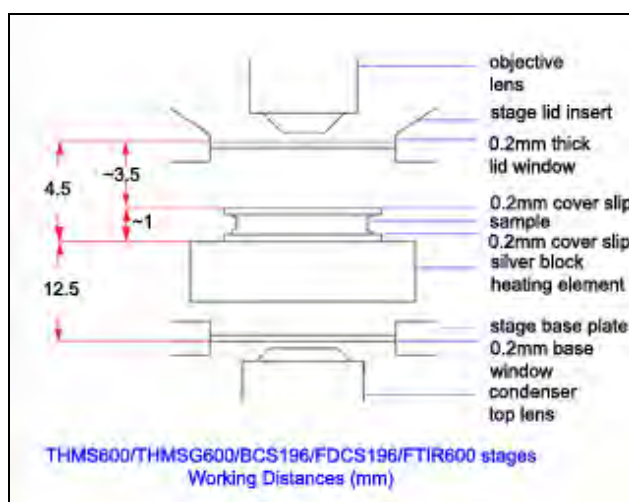 objective
lens
stage lid insert
0.2mm thick
lid window
~3.5
4.5
0.2mm cover slip
sample
~1
0.2mm cover slip
silver block
heating element
12.5
stage base plate
0.2mm base
window
condenser
top lens
THMS600/THMSG600/BCS196/FDCS196/FTIR600 stages
Working Distances (mm)